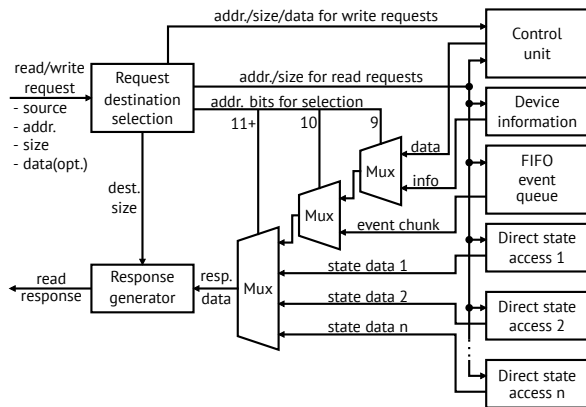 addr./size/data for write requests
Control
unit
read/write
request
- source
- addr.
- size
- data(opt.)
Request
destination
selection
addr./size for read requests
addr. bits for selection
11+
10
9
Device
information
data
info
Mux
FIFO
event
queue
dest.
size
Mux
event chunk
Direct state
access 1
read
response
Response
generator
resp.
data
Mux
state data 1
state data 2
Direct state
access 2
state data n
Direct state
access n